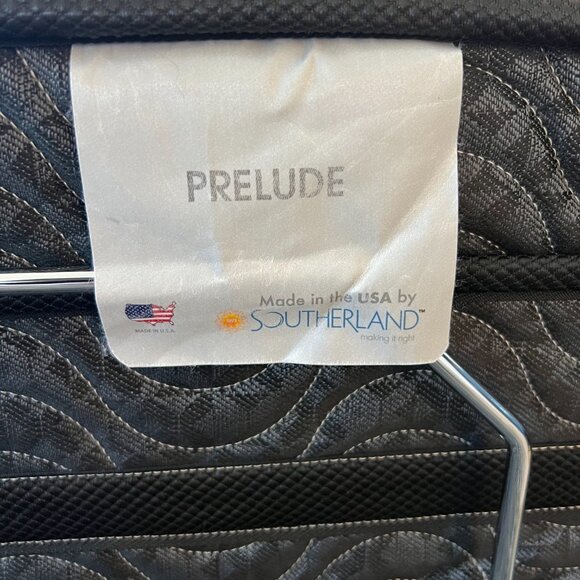 PRELUDE
Made in the USA by
SOUTHERLAND™
making it right
MADE IN U.S.A.